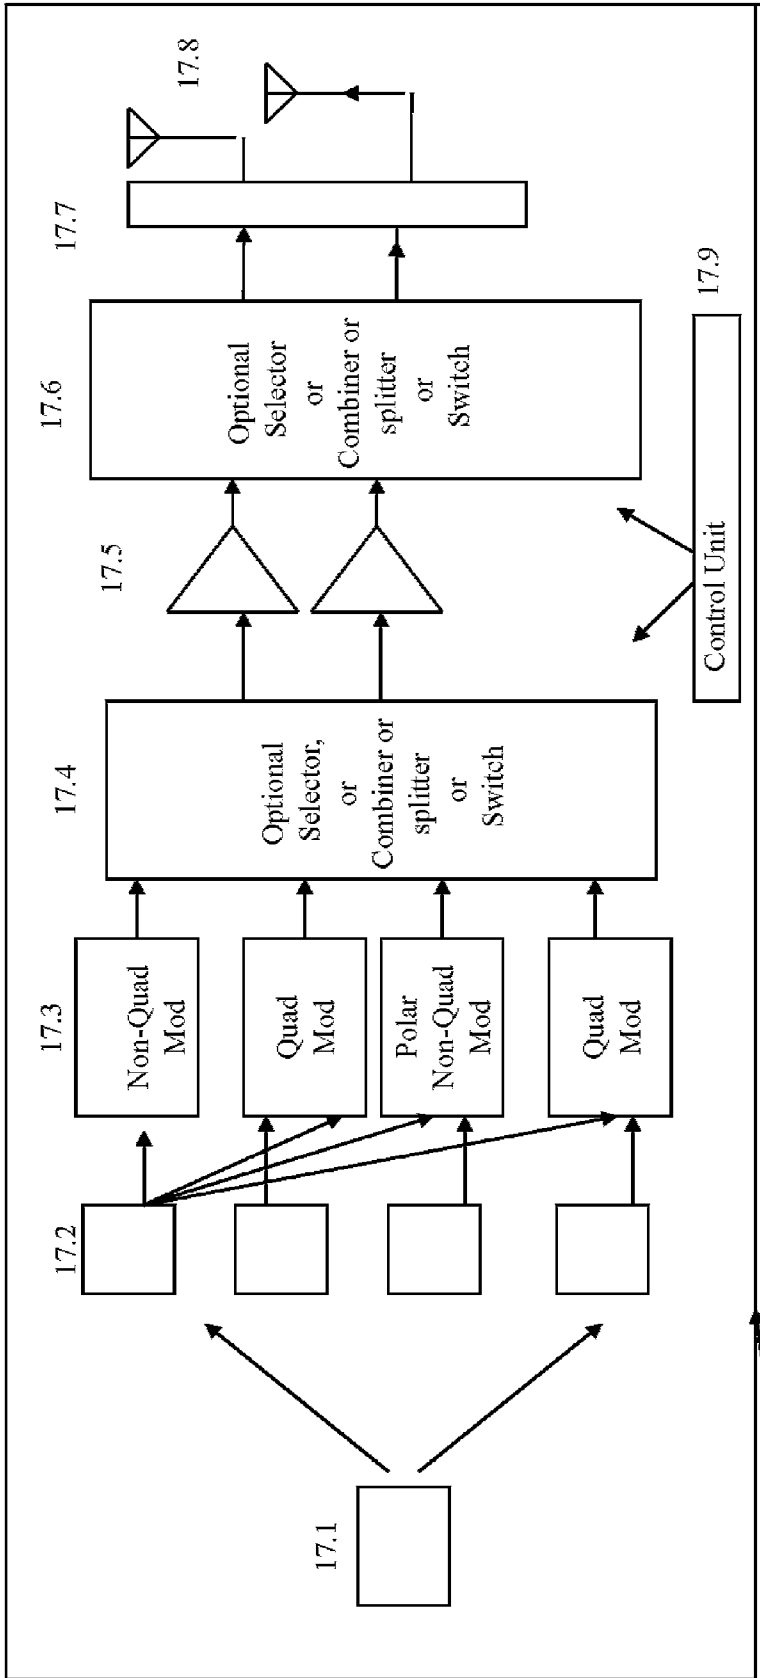 17.1
17.2
17.3
Non-Quad
Mod
Quad
Mod
Polar
Non-Quad
Mod
Quad
Mod
17.4
Optional
Selector,
or
Combiner or
splitter
or
Switch
17.5
17.6
Optional
Selector
or
Combiner or
splitter
or
Switch
17.7
17.8
17.9
Control Unit